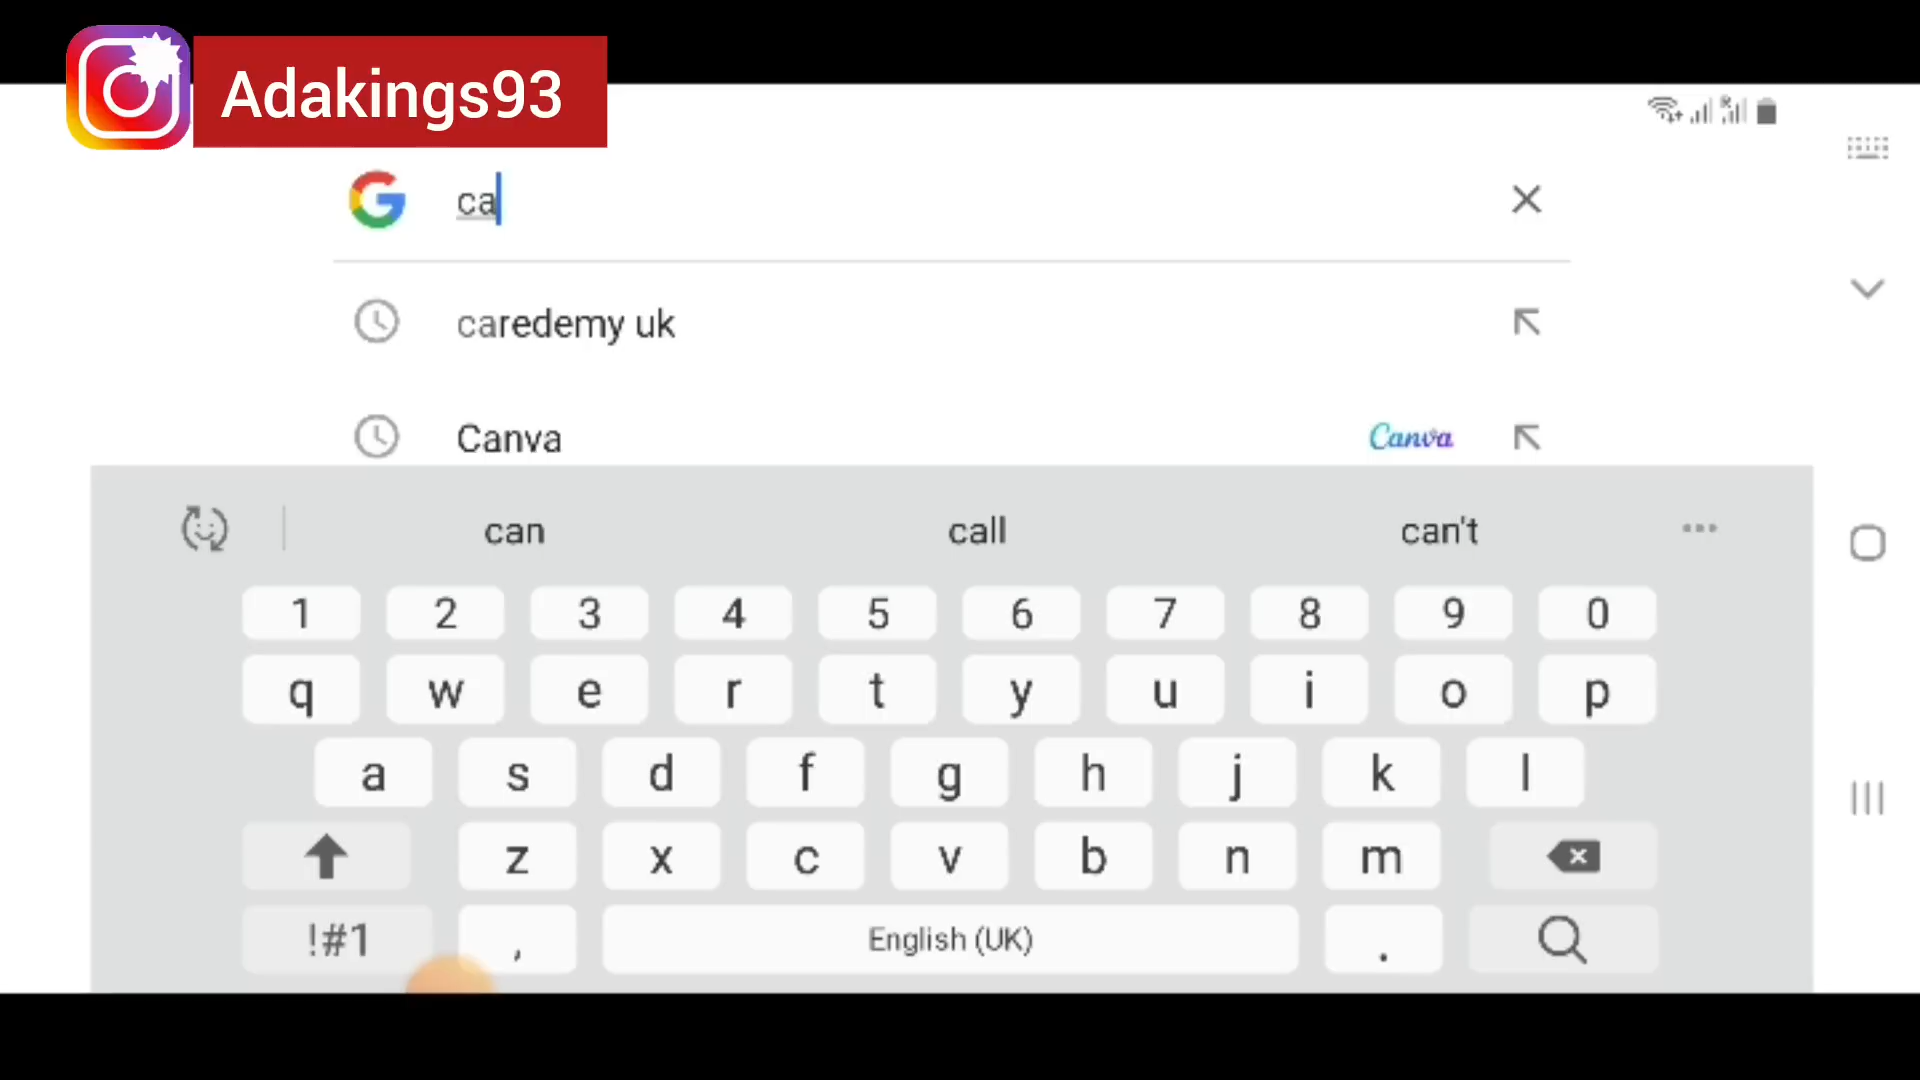 Adakings93
ca
caredemy uk
Canva
Canva
can call can't
1 2 3 4 5 6 7 8 9 0
q w e r t y u i o p
a s d f g h j k l
z x c v b n m
!#1 , English (UK) .